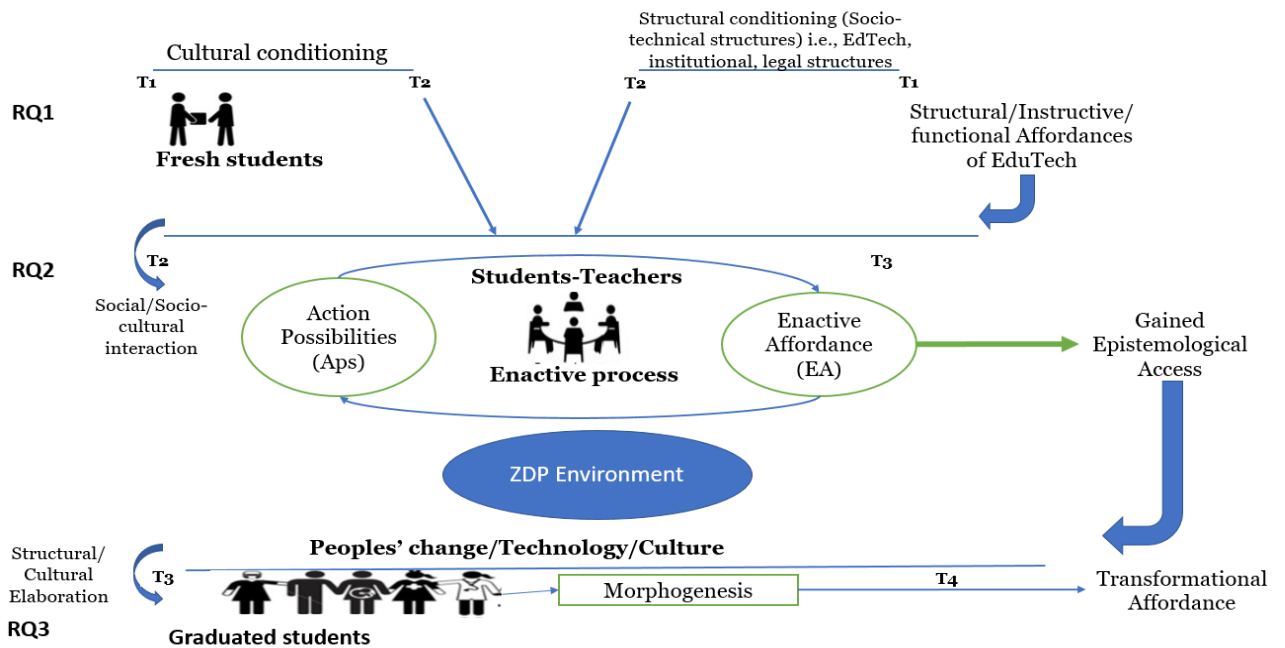 Cultural conditioning
Structural conditioning (Socio-
technical structures) i.e., EdTech,
institutional, legal structures
T1
T2
T2
T1
RQ1
Fresh students
Structural/Instructive/
functional Affordances
of EduTech
RQ2
T2
T3
Social/Socio-
cultural
interaction
Action
Possibilities
(Aps)
Students-Teachers
Enactive process
Enactive
Affordance
(EA)
Gained
Epistemological
Access
ZDP Environment
Structural/
Cultural
Elaboration
RQ3
T3
Peoples' change/Technology/Culture
Graduated students
Morphogenesis
T4
Transformational
Affordance